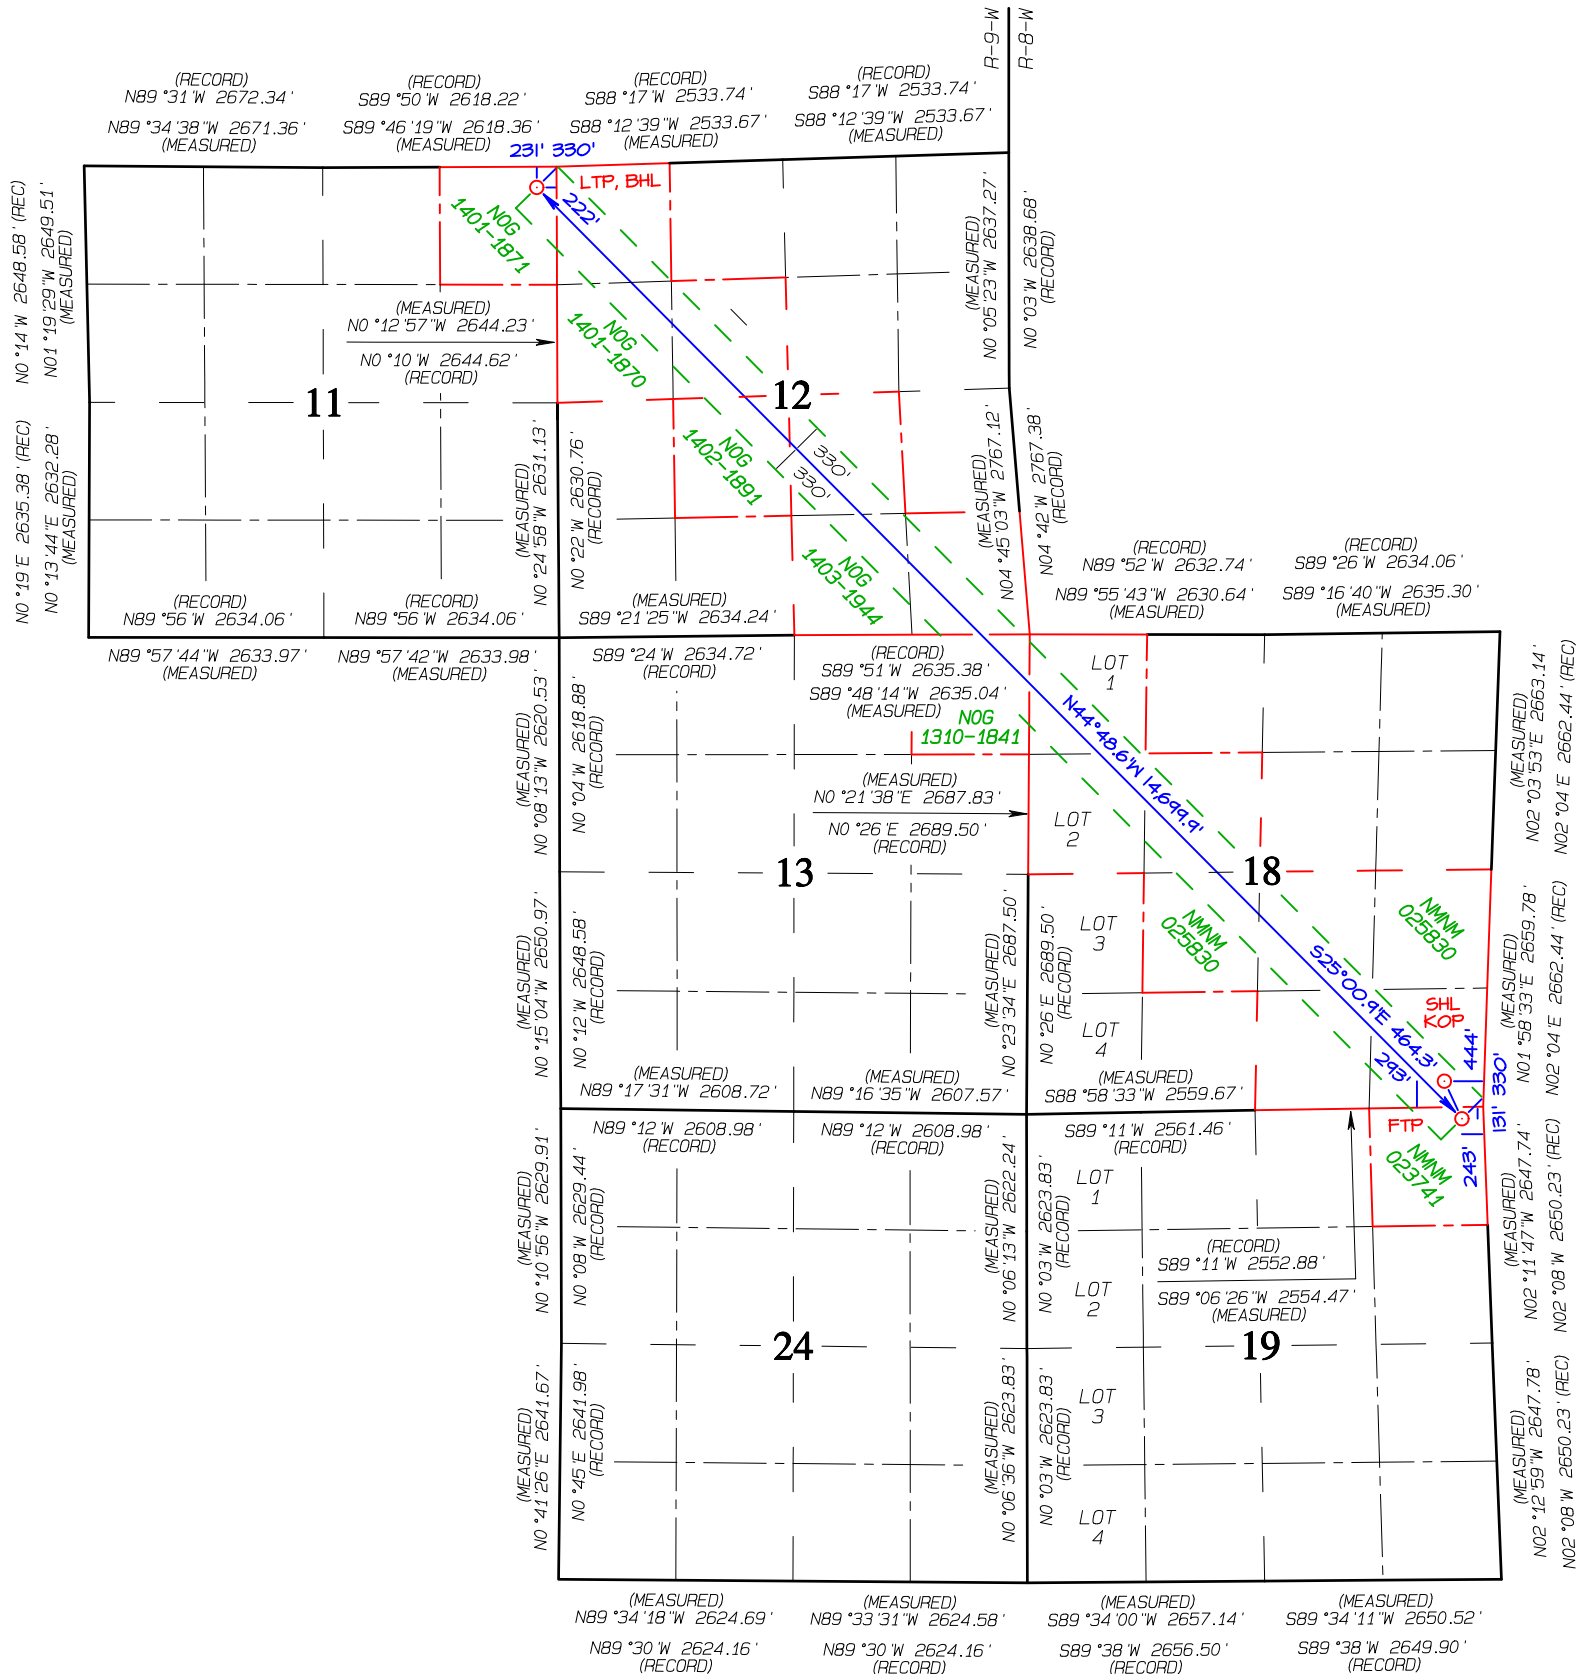 R-9-W
R-8-W
(RECORD)
N89°31'W 2672.34'
N89°34'38"W 2671.36'
(MEASURED)
(RECORD)
S89°50'W 2618.22'
S89°46'19"W 2618.36'
(MEASURED)
(RECORD)
S88°17'W 2533.74'
S88°12'39"W 2533.67'
(MEASURED)
(RECORD)
S88°17'W 2533.74'
S88°12'39"W 2533.67'
(MEASURED)
231' 330'
LTP, BHL
222'
NOG
1401-1871
N0°14'W 2648.58' (REC)
N01°19'29"W 2649.51'
(MEASURED)
(MEASURED)
N0°05'23"W 2637.27'
N0°03'W 2638.68'
(RECORD)
(MEASURED)
N0°12'57"W 2644.23'
N0°10'W 2644.62'
(RECORD)
NOG
1401-1870
11
12
N0°19'E 2635.38' (REC)
N0°13'44"E 2632.28'
(MEASURED)
(MEASURED)
N0°24'58"W 2631.13'
N0°22'W 2630.76'
(RECORD)
NOG
1402-1891
330'
330'
(MEASURED)
N04°45'03"W 2767.12'
N04°42'W 2767.38'
(RECORD)
NOG
1403-1944
(RECORD)
N89°52'W 2632.74'
N89°55'43"W 2630.64'
(MEASURED)
(RECORD)
S89°26'W 2634.06'
S89°16'40"W 2635.30'
(MEASURED)
(RECORD)
N89°56'W 2634.06'
N89°57'44"W 2633.97'
(MEASURED)
(RECORD)
N89°56'W 2634.06'
N89°57'42"W 2633.98'
(MEASURED)
(MEASURED)
S89°21'25"W 2634.24'
S89°24'W 2634.72'
(RECORD)
(RECORD)
S89°51'W 2635.38'
S89°48'14"W 2635.04'
(MEASURED)
NOG
1310-1841
LOT
1
N44°48.6'W 14,699.9'
(MEASURED)
N0°08'13"W 2620.53'
N0°04'W 2618.88'
(RECORD)
(MEASURED)
N0°21'38"E 2687.83'
N0°26'E 2689.50'
(RECORD)
LOT
2
(MEASURED)
N02°03'53"E 2663.14'
N02°04'E 2662.44' (REC)
13
18
(MEASURED)
N0°15'04"W 2650.97'
N0°12'W 2648.58'
(RECORD)
(MEASURED)
N0°23'34"E 2687.50'
N0°26'E 2689.50'
(RECORD)
LOT
3
LOT
4
NMNM
025830
NMNM
025830
S25°00.9'E 464.3'
SHL
KOP
(MEASURED)
N01°58'33"E 2659.78'
N02°04'E 2662.44' (REC)
293'
444'
131' 330'
FTP
243'
NMNM
023741
(MEASURED)
N89°17'31"W 2608.72'
N89°12'W 2608.98'
(RECORD)
(MEASURED)
N89°16'35"W 2607.57'
N89°12'W 2608.98'
(RECORD)
(MEASURED)
S88°58'33"W 2559.67'
S89°11'W 2561.46'
(RECORD)
(MEASURED)
N0°10'56"W 2629.91'
N0°08'W 2629.44'
(RECORD)
(MEASURED)
N0°06'13"W 2622.24'
N0°03'W 2623.83'
(RECORD)
LOT
1
LOT
2
(RECORD)
S89°11'W 2552.88'
S89°06'26"W 2554.47'
(MEASURED)
(MEASURED)
N02°11'47"W 2647.74'
N02°08'W 2650.23' (REC)
24
19
(MEASURED)
N0°41'26"E 2641.67'
N0°45'E 2641.98'
(RECORD)
(MEASURED)
N0°06'36"W 2623.83'
N0°03'W 2623.83'
(RECORD)
LOT
3
LOT
4
(MEASURED)
N02°12'59"W 2647.78'
N02°08'W 2650.23' (REC)
(MEASURED)
N89°34'18"W 2624.69'
N89°30'W 2624.16'
(RECORD)
(MEASURED)
N89°33'31"W 2624.58'
N89°30'W 2624.16'
(RECORD)
(MEASURED)
S89°34'00"W 2657.14'
S89°38'W 2656.50'
(RECORD)
(MEASURED)
S89°34'11"W 2650.52'
S89°38'W 2649.90'
(RECORD)